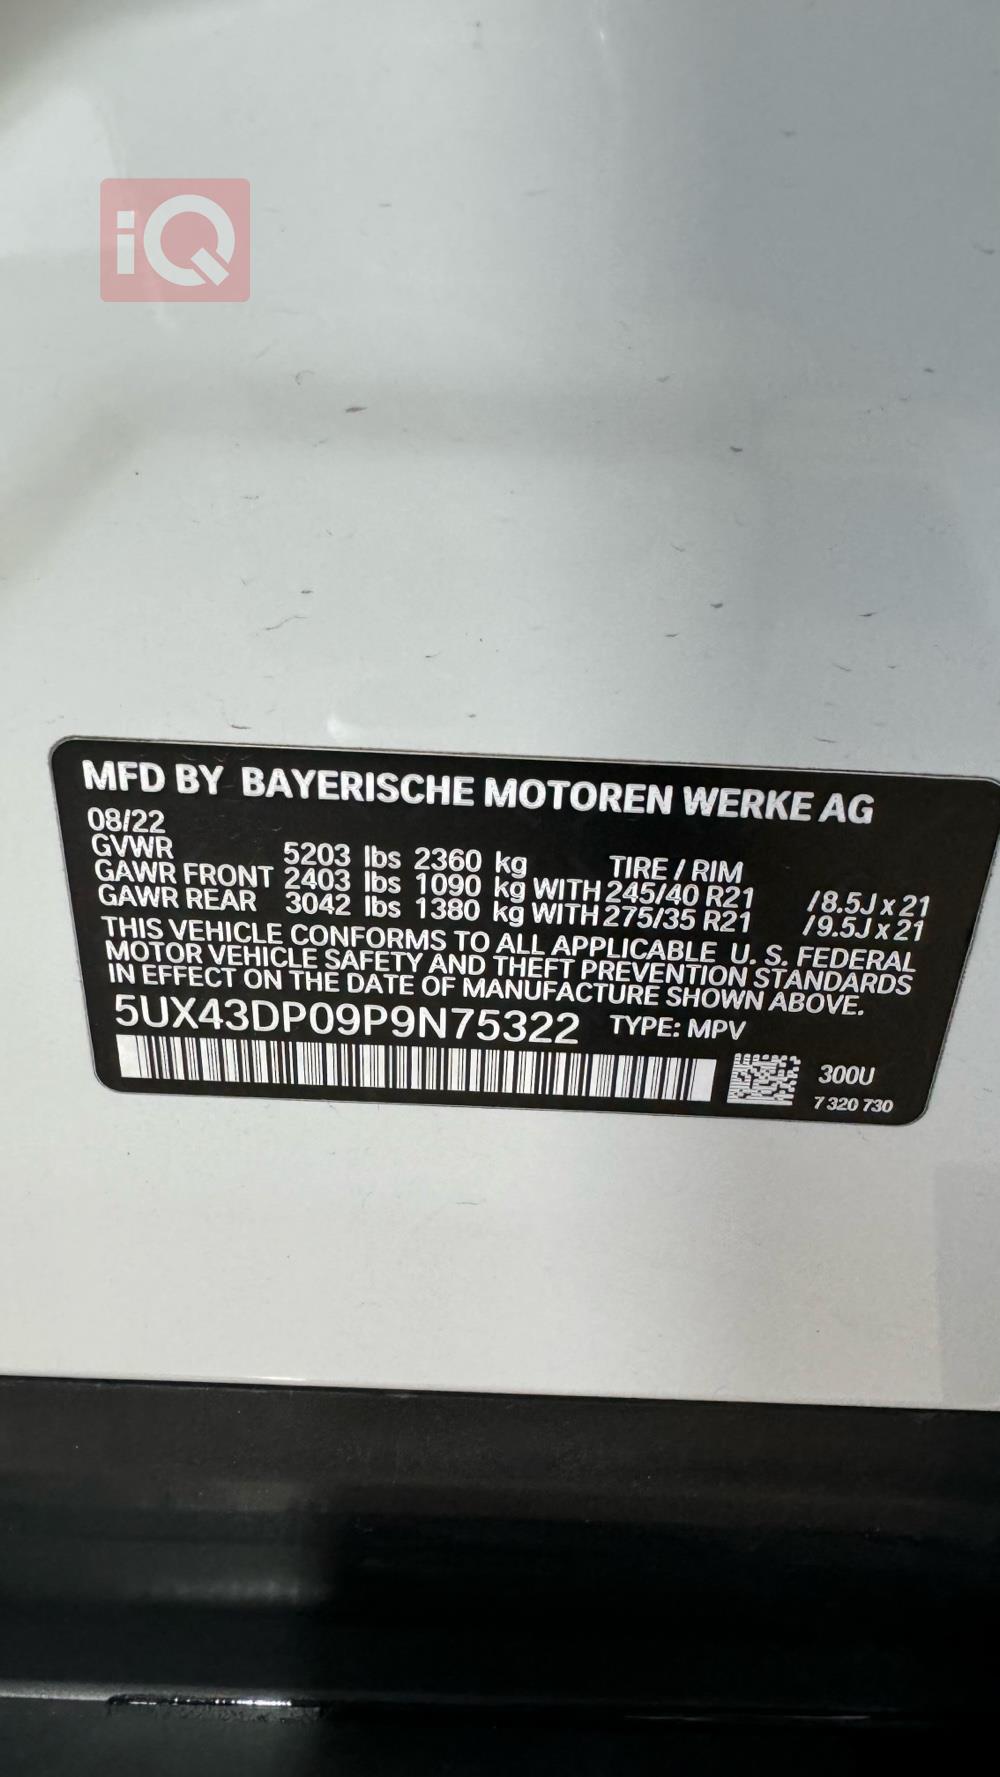 iQ
MFD BY BAYERISCHE MOTOREN WERKE AG
08/22
GVWR 5203 lbs 2360 kg TIRE / RIM
GAWR FRONT 2403 lbs 1090 kg WITH 245/40 R21 /8.5J x 21
GAWR REAR 3042 lbs 1380 kg WITH 275/35 R21 /9.5J x 21
THIS VEHICLE CONFORMS TO ALL APPLICABLE U. S. FEDERAL
MOTOR VEHICLE SAFETY AND THEFT PREVENTION STANDARDS
IN EFFECT ON THE DATE OF MANUFACTURE SHOWN ABOVE.
5UX43DP09P9N75322 TYPE: MPV
300U
7 320 730